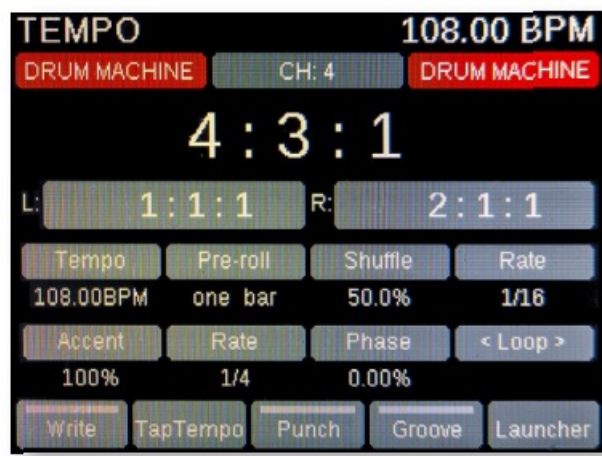 TEMPO 108.00 BPM
DRUM MACHINE CH: 4 DRUM MACHINE
4 : 3 : 1
L: 1 : 1 : 1 R: 2 : 1 : 1
Tempo Pre-roll Shuffle Rate
108.00BPM one bar 50.0% 1/16
Accent Rate Phase < Loop >
100% 1/4 0.00%
Write TapTempo Punch Groove Launcher